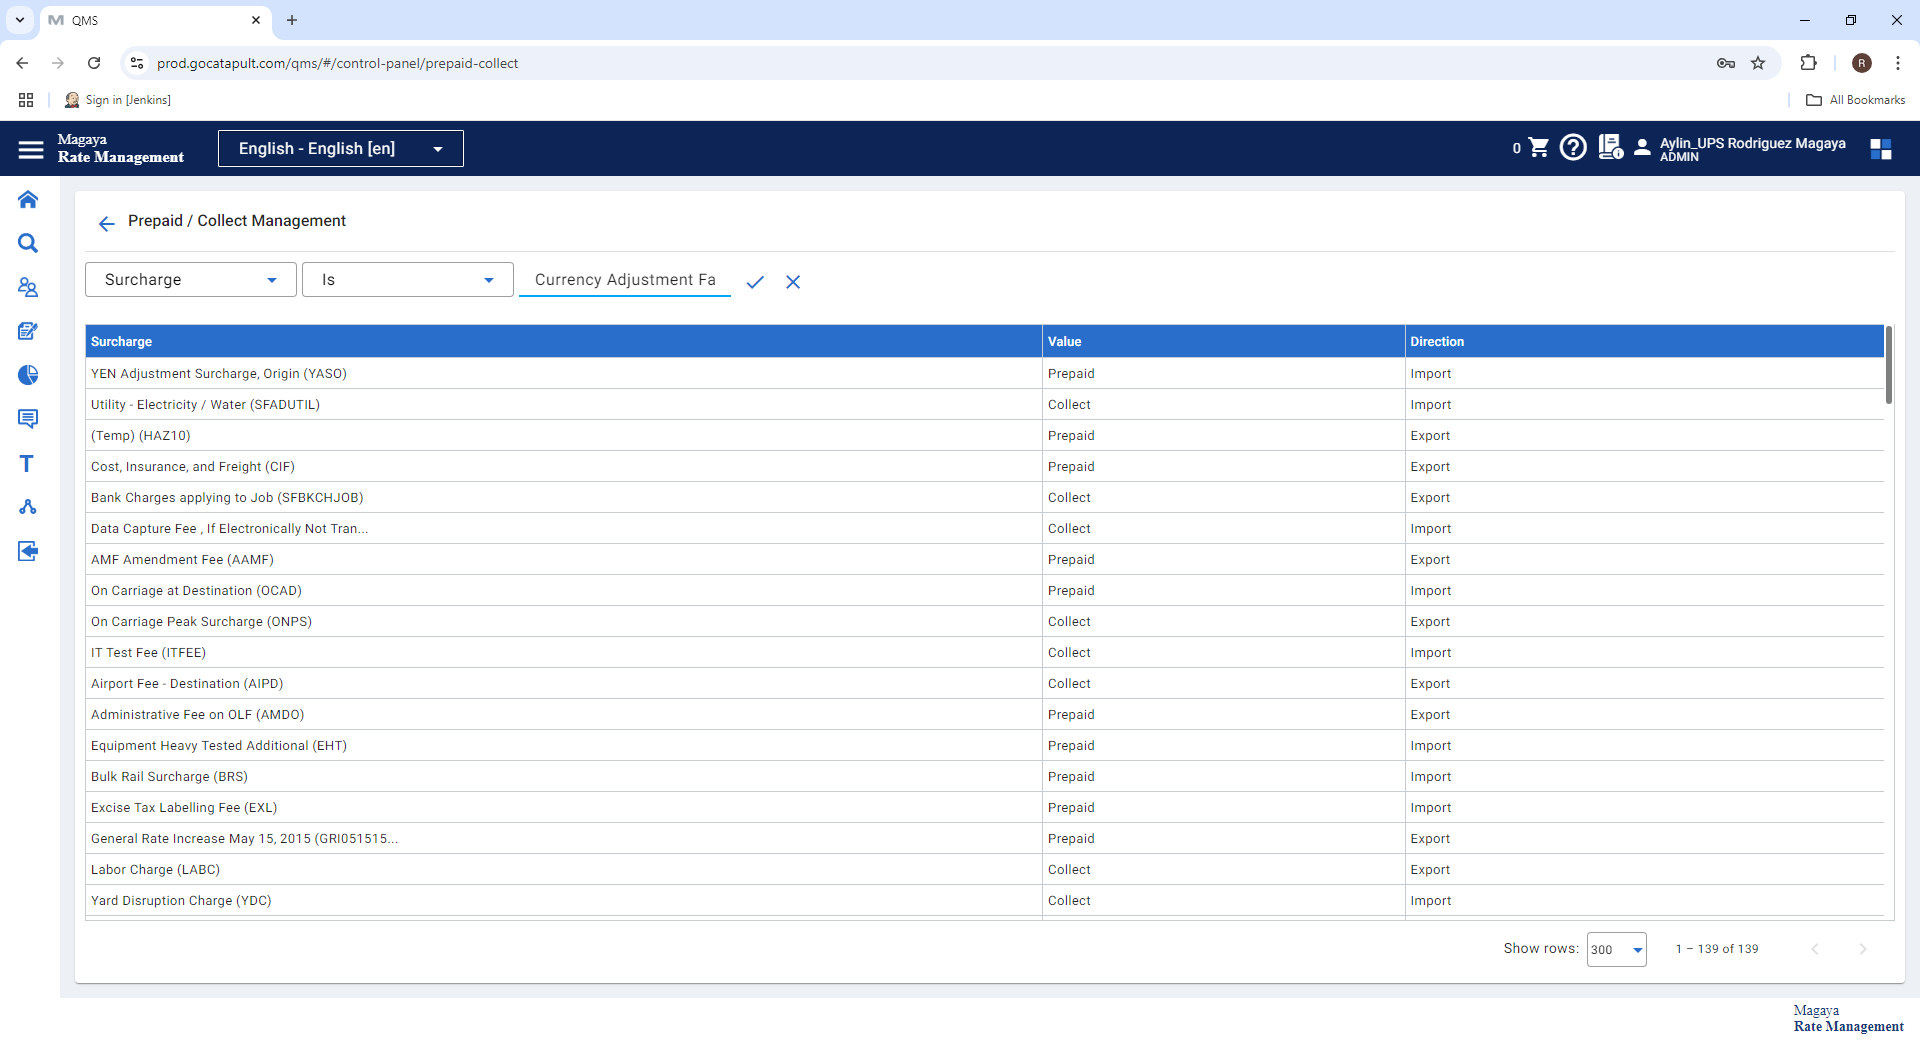 QMS
prod.gocatapult.com/qms/#/control-panel/prepaid-collect
R
Sign in [Jenkins]
All Bookmarks
Magaya
Rate Management
English - English [en]
0
Aylin_UPS Rodriguez Magaya
ADMIN
Prepaid / Collect Management
Surcharge
Is
Currency Adjustment Fa
Surcharge Value Direction
YEN Adjustment Surcharge, Origin (YASO) Prepaid Import
Utility - Electricity / Water (SFADUTIL) Collect Import
(Temp) (HAZ10) Prepaid Export
Cost, Insurance, and Freight (CIF) Prepaid Export
Bank Charges applying to Job (SFBKCHJOB) Collect Export
Data Capture Fee , If Electronically Not Tran... Collect Import
AMF Amendment Fee (AAMF) Prepaid Export
On Carriage at Destination (OCAD) Prepaid Import
On Carriage Peak Surcharge (ONPS) Collect Export
IT Test Fee (ITFEE) Collect Import
Airport Fee - Destination (AIPD) Collect Export
Administrative Fee on OLF (AMDO) Prepaid Export
Equipment Heavy Tested Additional (EHT) Prepaid Import
Bulk Rail Surcharge (BRS) Prepaid Import
Excise Tax Labelling Fee (EXL) Prepaid Import
General Rate Increase May 15, 2015 (GRI051515... Prepaid Export
Labor Charge (LABC) Collect Export
Yard Disruption Charge (YDC) Collect Import
Show rows: 300 1 – 139 of 139
Magaya
Rate Management